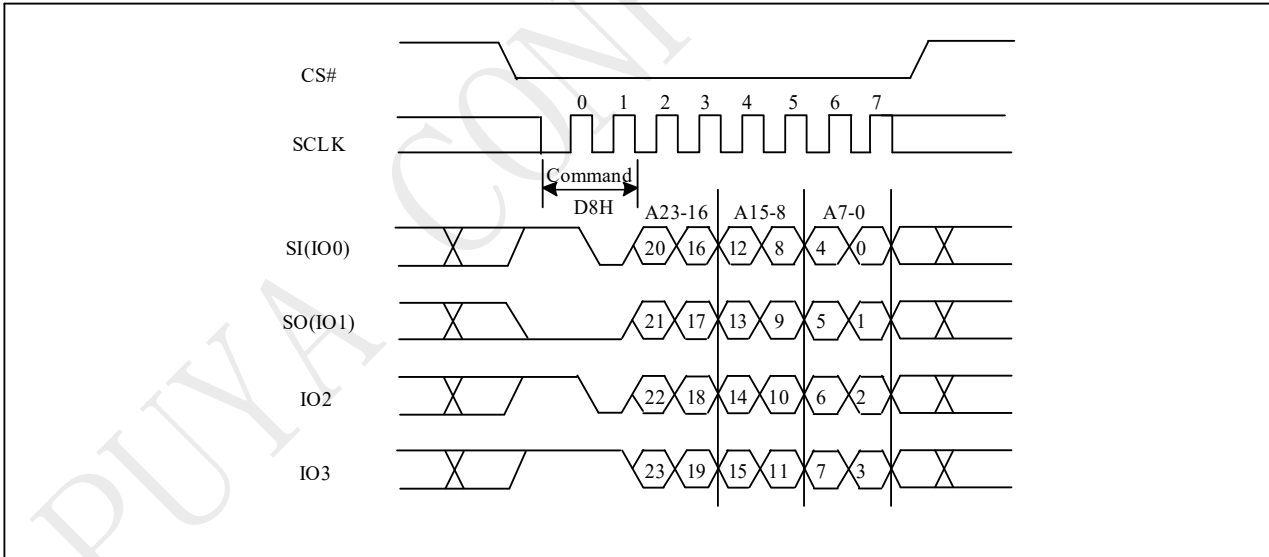 CS#
0 1 2 3 4 5 6 7
SCLK
Command
D8H
A23-16 A15-8 A7-0
SI(IO0) 20 16 12 8 4 0
SO(IO1) 21 17 13 9 5 1
IO2 22 18 14 10 6 2
IO3 23 19 15 11 7 3
PUYA CON